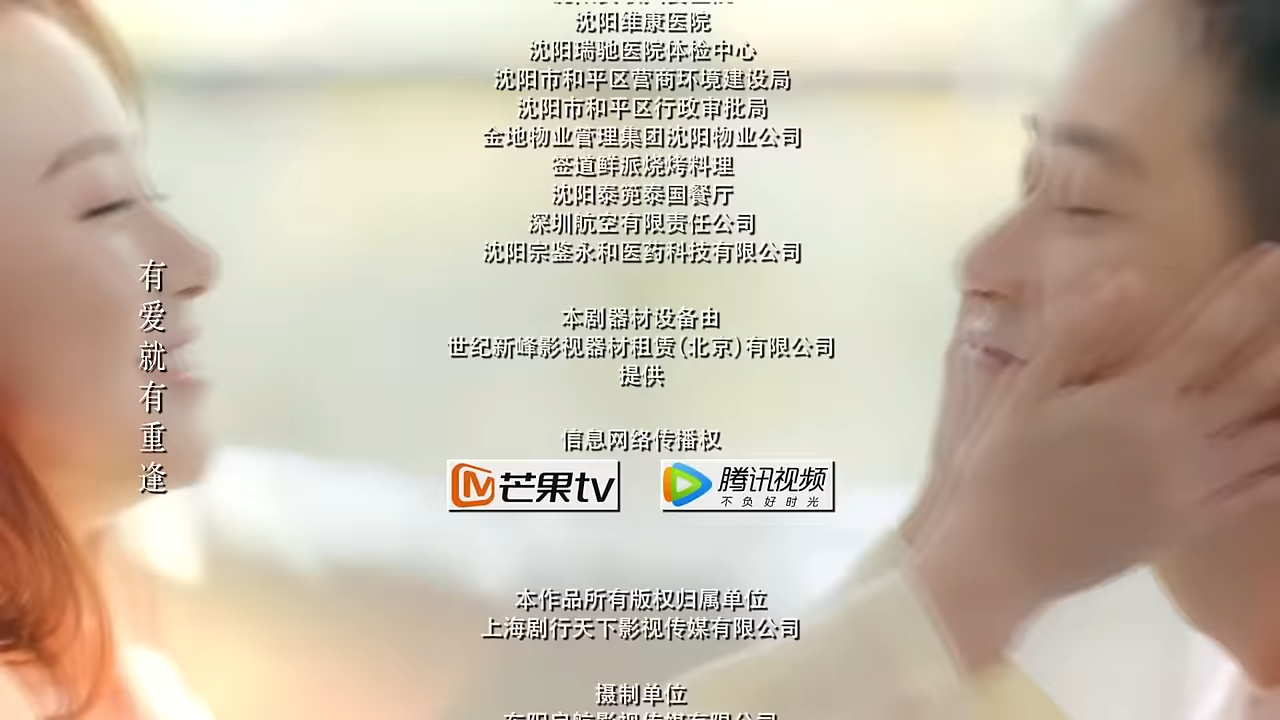 沈阳维康医院
沈阳瑞驰医院体检中心
沈阳市和平区营商环境建设局
沈阳市和平区行政审批局
金地物业管理集团沈阳物业公司
签道鲜派烧烤料理
沈阳泰筦泰国餐厅
深圳航空有限责任公司
沈阳宗鉴永和医药科技有限公司
有爱就有重逢
本剧器材设备由
世纪新峰影视器材租赁(北京)有限公司
提供
信息网络传播权
芒果tv
腾讯视频
不负好时光
本作品所有版权归属单位
上海剧行天下影视传媒有限公司
摄制单位